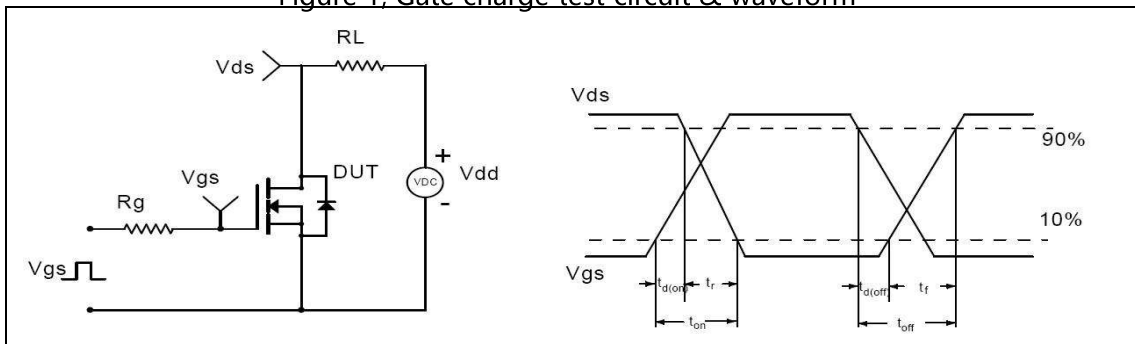 Figure 1, Gate charge test circuit & waveform
RL
Vds
Vgs
DUT
Rg
VDC
+
Vdd
-
Vgs
Vds
90%
10%
Vgs
td(on)
tr
td(off)
tf
ton
toff